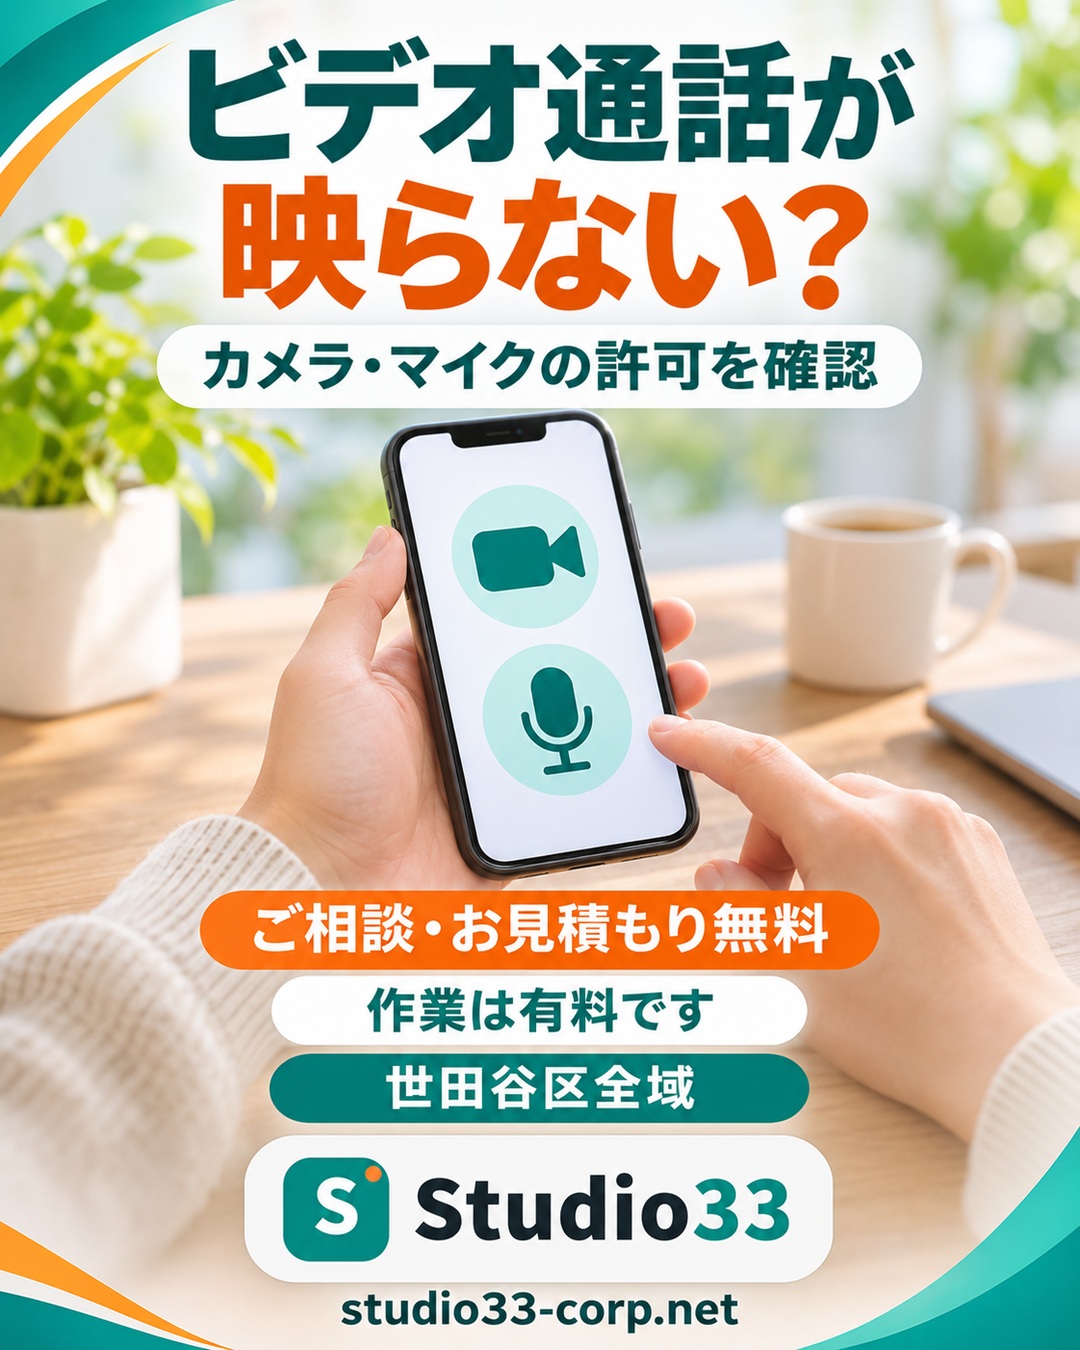 ビデオ通話が
映らない?
カメラ・マイクの許可を確認
ご相談・お見積もり無料
作業は有料です
世田谷区全域
S Studio33
studio33-corp.net